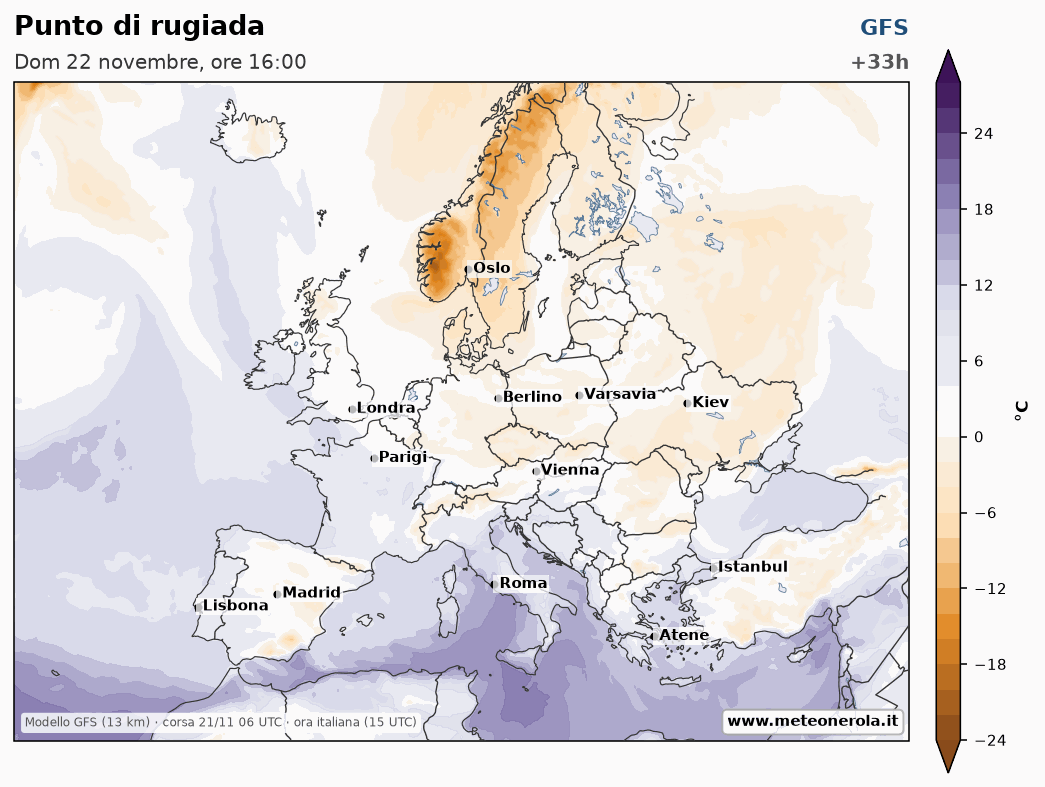 Punto di rugiada
GFS
Dom 22 novembre, ore 16:00
+33h
24
18
12
6
0
−6
−12
−18
−24
°C
Oslo
Berlino
Varsavia
Kiev
Londra
Parigi
Vienna
Istanbul
Roma
Madrid
Lisbona
Atene
Modello GFS (13 km) · corsa 21/11 06 UTC · ora italiana (15 UTC)
www.meteonerola.it